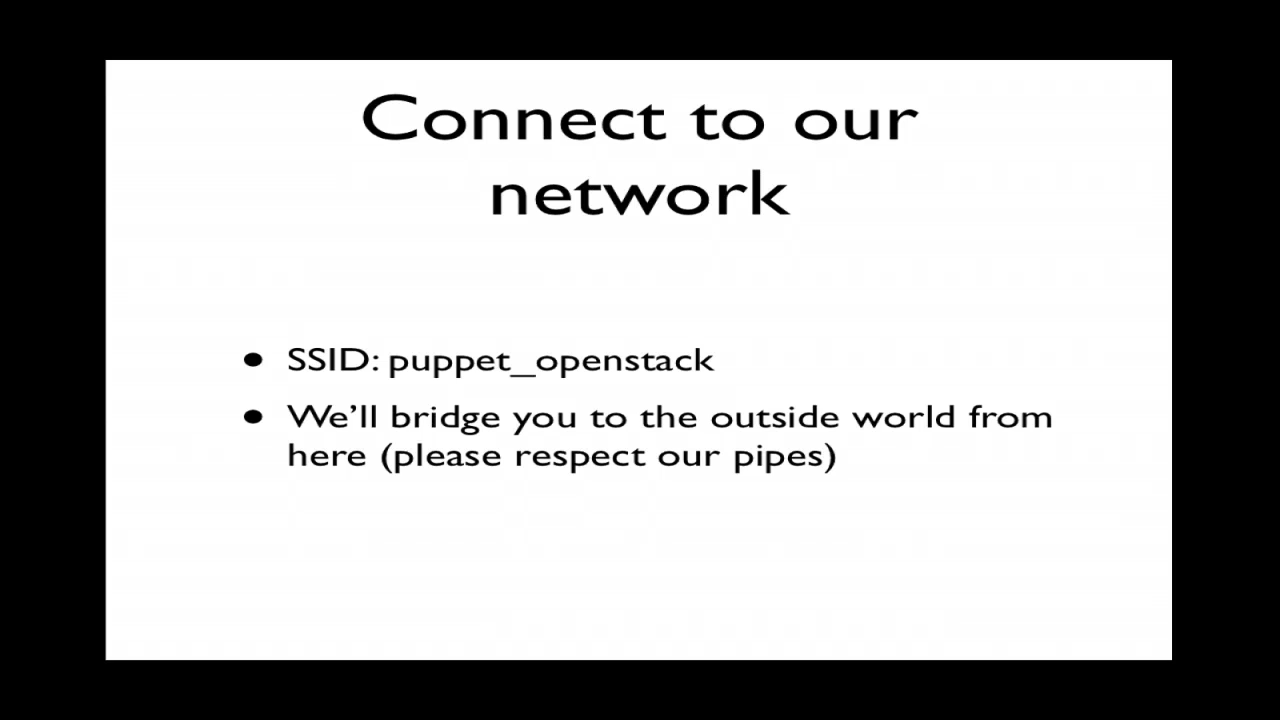 Connect to our
network
● SSID: puppet_openstack
● We’ll bridge you to the outside world from
here (please respect our pipes)